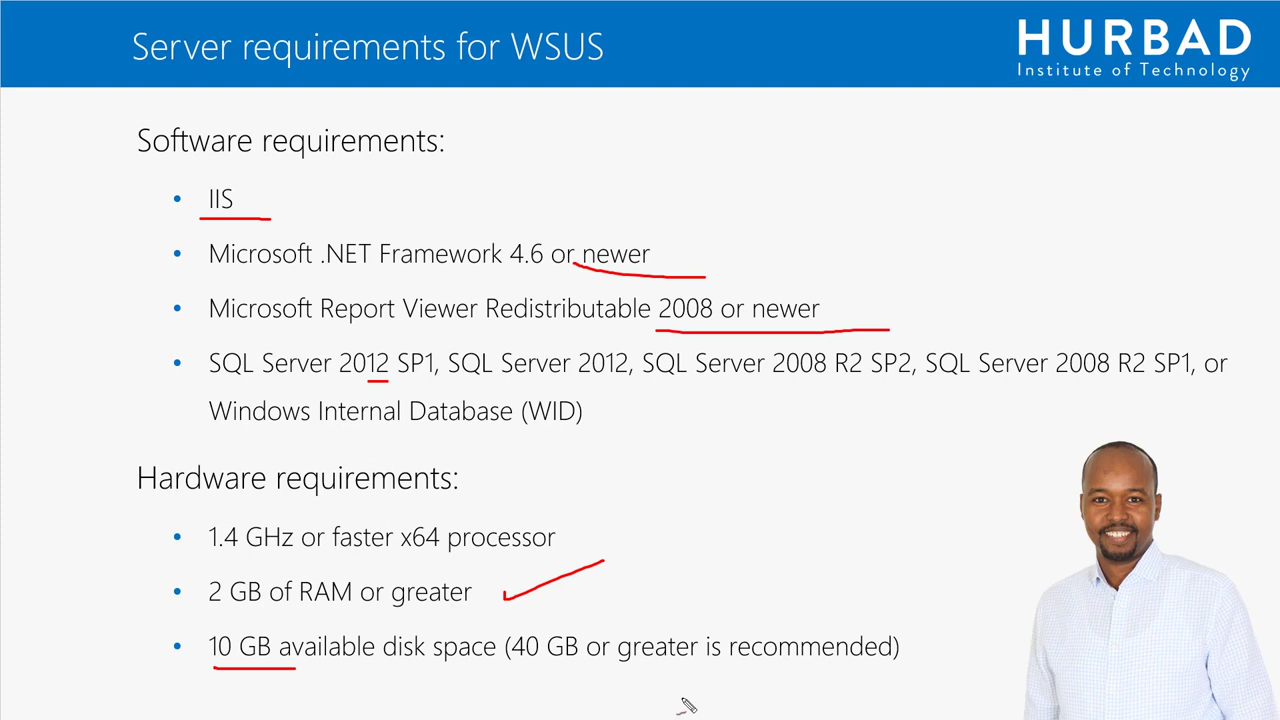 Server requirements for WSUS
HURBAD
Institute of Technology
Software requirements:
• IIS
• Microsoft .NET Framework 4.6 or newer
• Microsoft Report Viewer Redistributable 2008 or newer
• SQL Server 2012 SP1, SQL Server 2012, SQL Server 2008 R2 SP2, SQL Server 2008 R2 SP1, or
Windows Internal Database (WID)
Hardware requirements:
• 1.4 GHz or faster x64 processor
• 2 GB of RAM or greater
• 10 GB available disk space (40 GB or greater is recommended)